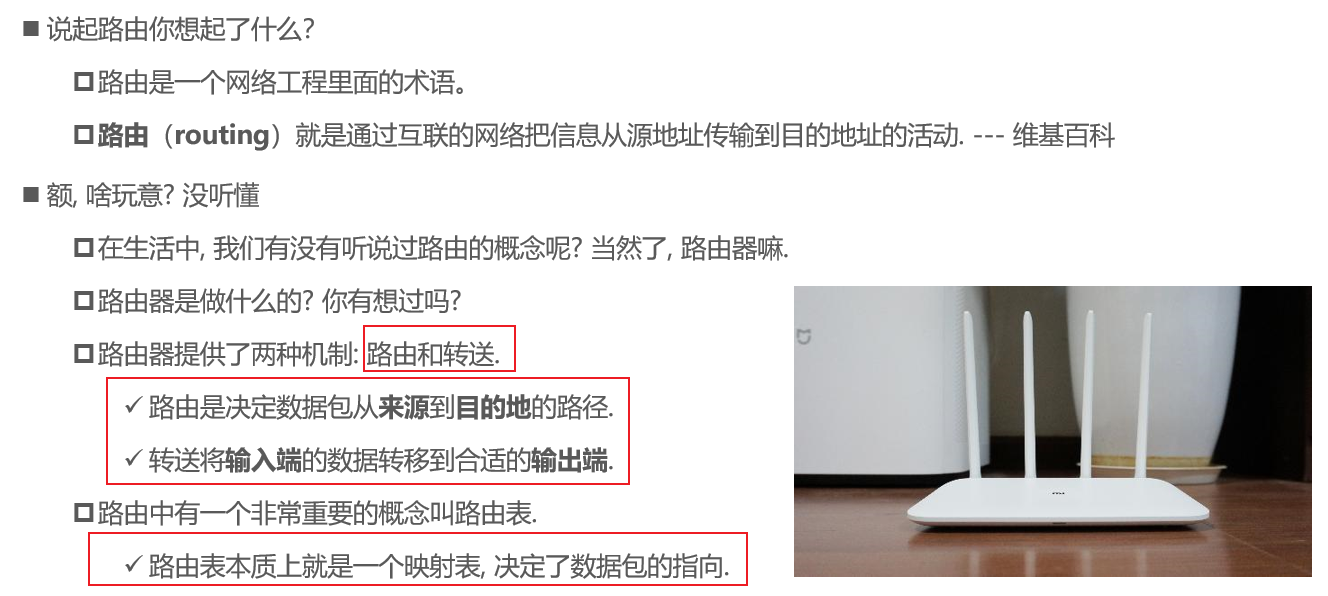 说起路由你想起了什么?
路由是一个网络工程里面的术语。
路由（routing）就是通过互联的网络把信息从源地址传输到目的地址的活动. --- 维基百科
额, 啥玩意? 没听懂
在生活中, 我们有没有听说过路由的概念呢? 当然了, 路由器嘛.
路由器是做什么的? 你有想过吗?
路由器提供了两种机制: 路由和转送.
路由是决定数据包从来源到目的地的路径.
转送将输入端的数据转移到合适的输出端.
路由中有一个非常重要的概念叫路由表.
路由表本质上就是一个映射表, 决定了数据包的指向.
mi